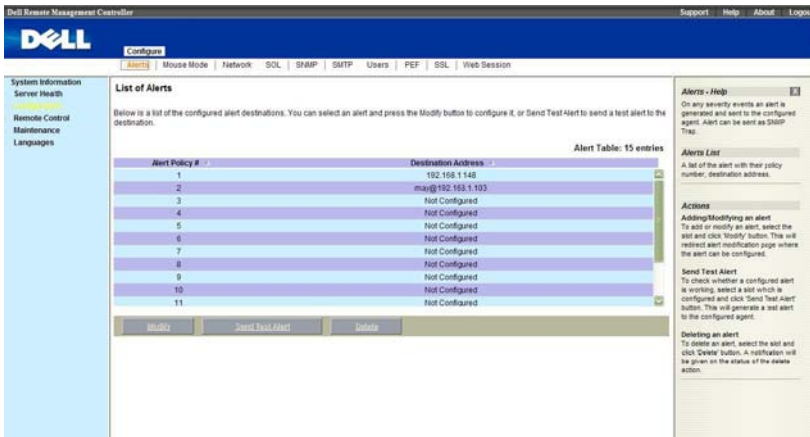 Dell Remote Management Controller
Support Help About Logou
DELL
Configure
Alerts Mouse Mode Network SOL SNMP SMTP Users PEF SSL Web Session
System Information
Server Health
Configuration
Remote Control
Maintenance
Languages
List of Alerts
Below is a list of the configured alert destinations. You can select an alert and press the Modify button to configure it, or Send Test Alert to send a test alert to the
destination.
Alert Table: 15 entries
Alert Policy # Destination Address
1 192.168.1.148
2 may@192.168.1.103
3 Not Configured
4 Not Configured
5 Not Configured
6 Not Configured
7 Not Configured
8 Not Configured
9 Not Configured
10 Not Configured
11 Not Configured
Modify Send Test Alert Delete
Alerts - Help X
On any severity events an alert is
generated and sent to the configured
agent. Alert can be sent as SNMP
Trap.
Alerts List
A list of the alert with their policy
number, destination address.
Actions
Adding/Modifying an alert
To add or modify an alert, select the
slot and click 'Modify' button. This will
redirect alert modification page where
the alert can be configured.
Send Test Alert
To check whether a configured alert
is working, select a slot which is
configured and click 'Send Test Alert'
button. This will generate a test alert
to the configured agent.
Deleting an alert
To delete an alert, select the slot and
click 'Delete' button. A notification will
be given on the status of the delete
action.